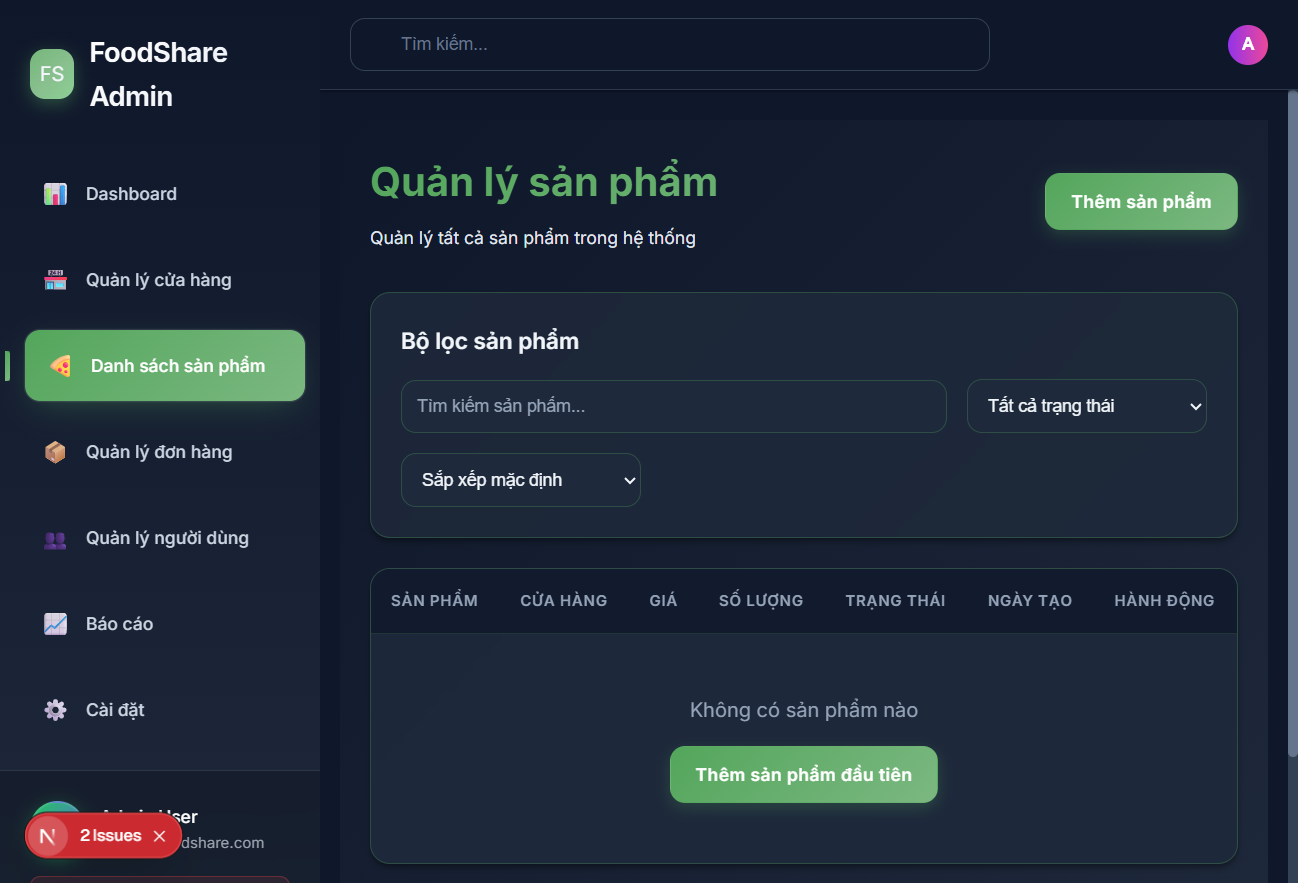 FS
FoodShare
Admin
Tìm kiếm...
A
Dashboard
Quản lý cửa hàng
Danh sách sản phẩm
Quản lý đơn hàng
Quản lý người dùng
Báo cáo
Cài đặt
User
dshare.com
N
2 Issues
Quản lý sản phẩm
Quản lý tất cả sản phẩm trong hệ thống
Thêm sản phẩm
Bộ lọc sản phẩm
Tìm kiếm sản phẩm...
Tất cả trạng thái
Sắp xếp mặc định
SẢN PHẨM CỬA HÀNG GIÁ SỐ LƯỢNG TRẠNG THÁI NGÀY TẠO HÀNH ĐỘNG
Không có sản phẩm nào
Thêm sản phẩm đầu tiên